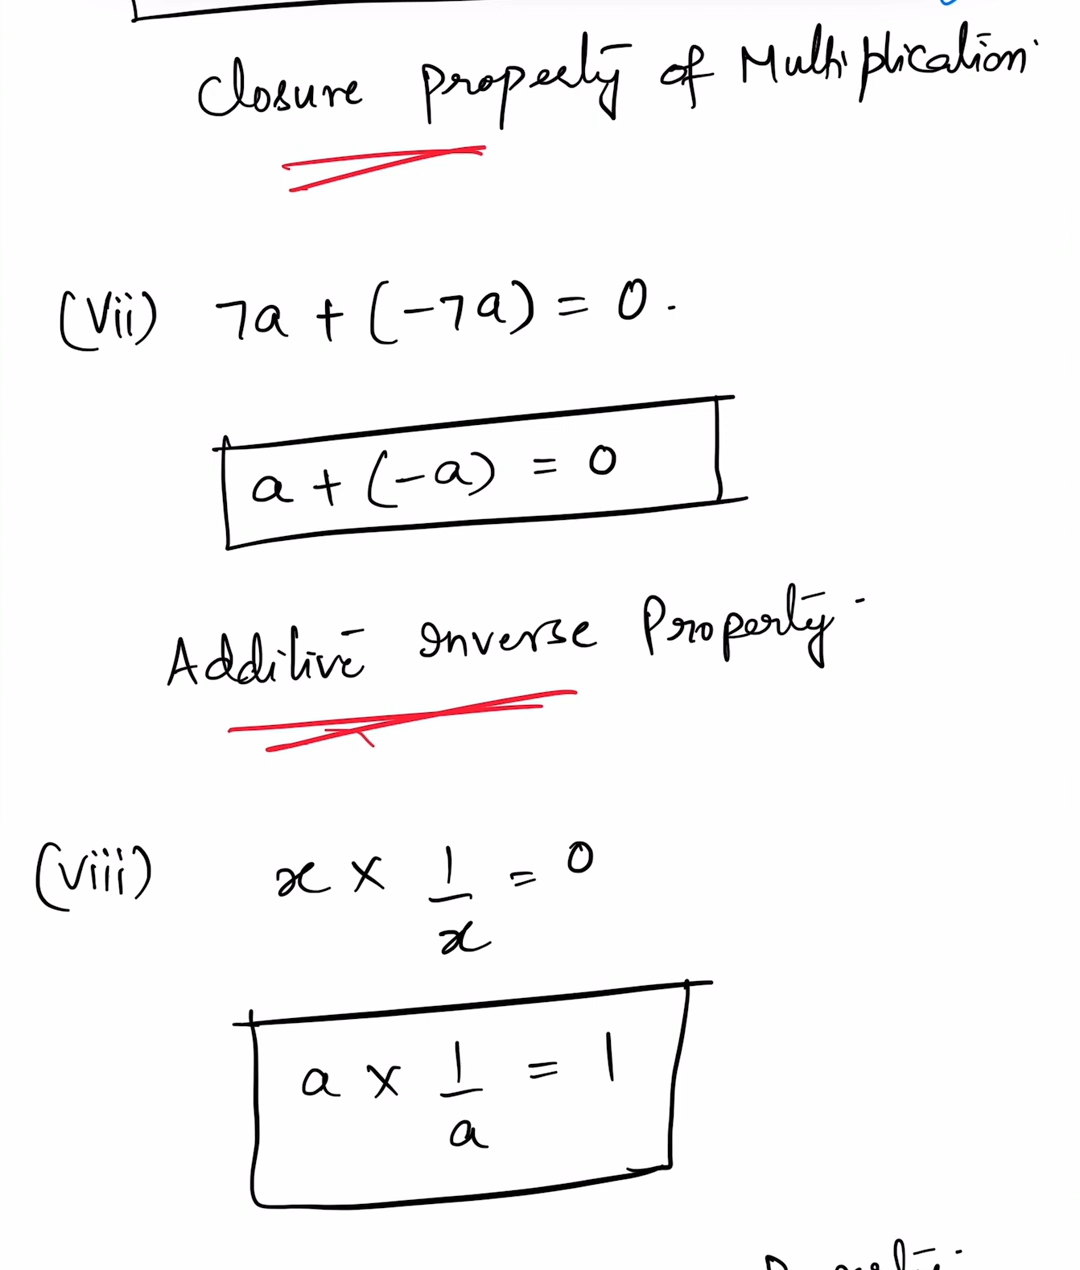 Closure property of Multiplication.
(Vii) 7a + (-7a) = 0.
a + (-a) = 0
Additive Inverse Property.
(viii) x × 1/x = 0
a × 1/a = 1